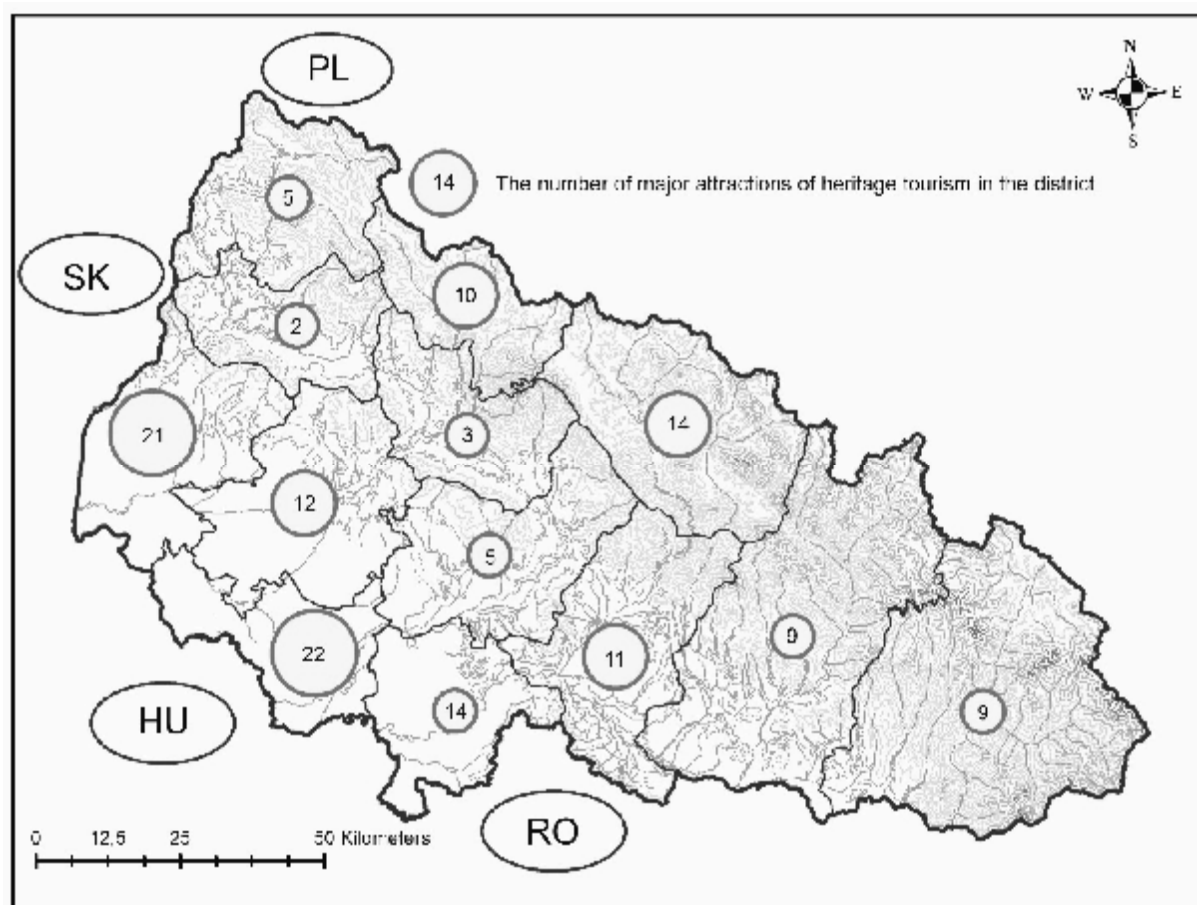 PL
N
W E
S
14 The number of major attractions of heritage tourism in the district
5
SK
10
2
21
3
14
12
5
9
22
11
HU
14
9
RO
0 12,5 25 50 Kilometers